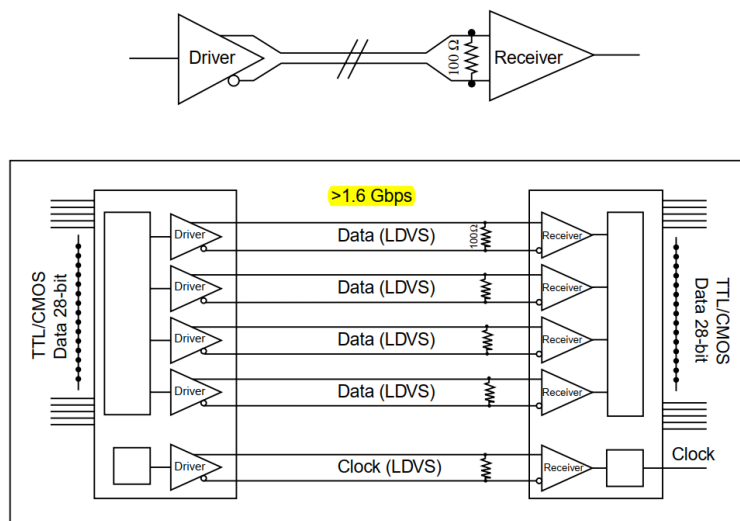 Driver
100 Ω
Receiver
>1.6 Gbps
TTL/CMOS
Data 28-bit
Driver
Data (LDVS)
100Ω
Receiver
Driver
Data (LDVS)
Receiver
Driver
Data (LDVS)
Receiver
Driver
Data (LDVS)
Receiver
TTL/CMOS
Data 28-bit
Driver
Clock (LDVS)
Receiver
Clock